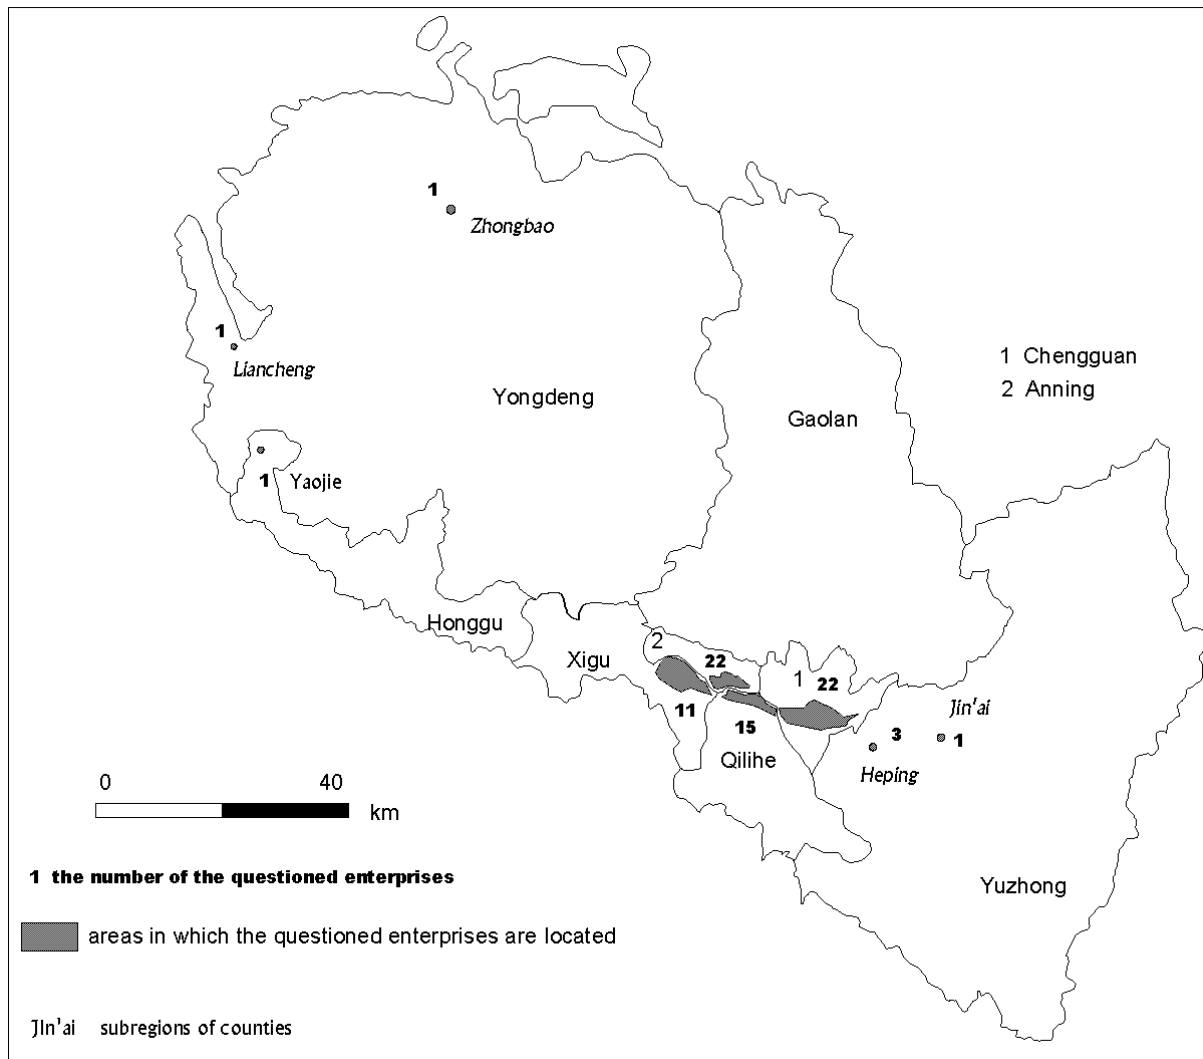 1
Zhongbao
1
Liancheng
1 Chengguan
2 Anning
Yongdeng
Gaolan
1
Yaojie
Honggu
2
Xigu
22
1
22
11
15
Jin'ai
3
1
Qilihe
Heping
0 40
km
1 the number of the questioned enterprises
Yuzhong
areas in which the questioned enterprises are located
JIn'ai subregions of counties